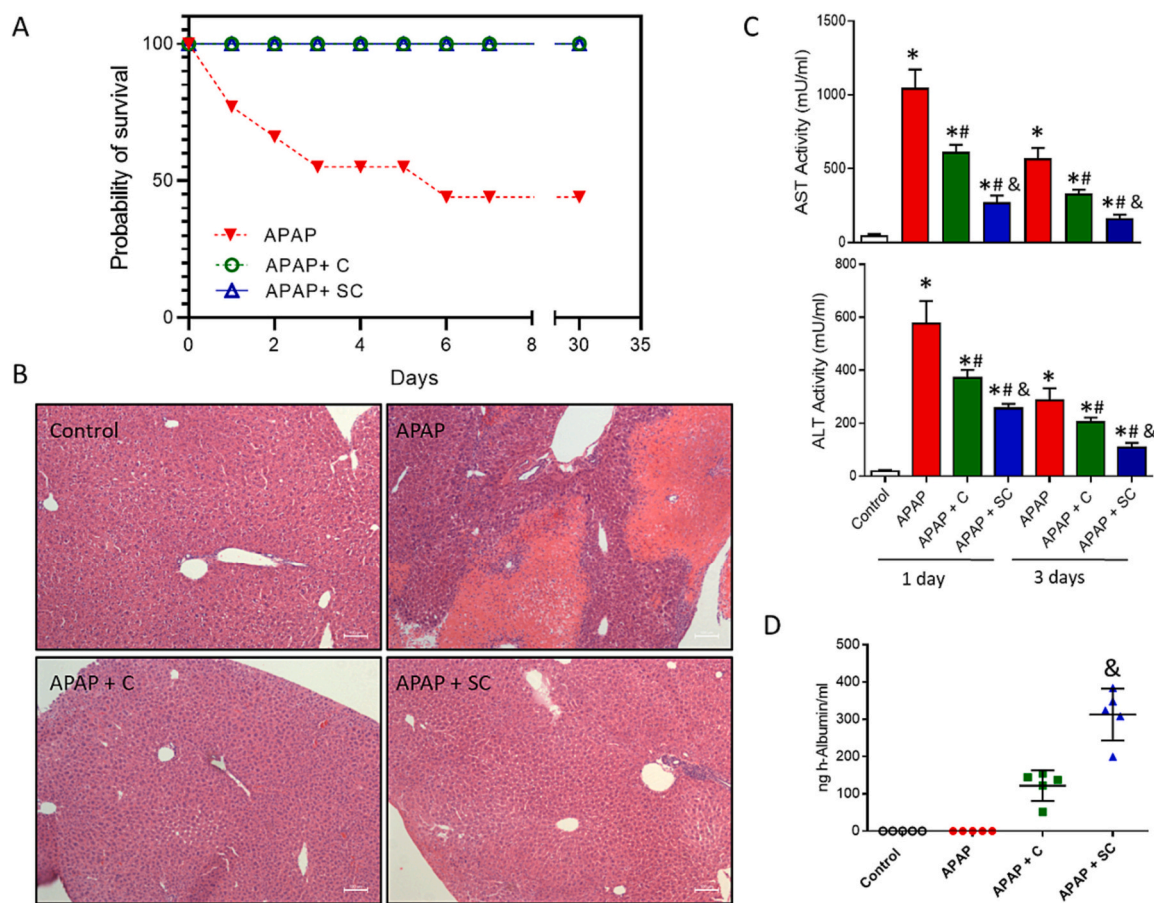 A
Probability of survival
100
50
0
0
2
4
6
8
30
35
Days
APAP
APAP+ C
APAP+ SC
B
Control
APAP
APAP + C
APAP + SC
C
AST Activity (mU/ml)
1500
1000
500
0
*
*#
*# &
*
*#
*# &
ALT Activity (mU/ml)
800
600
400
200
0
*
*#
*# &
*
*#
*# &
Control
APAP
APAP + C
APAP + SC
APAP
APAP + C
APAP + SC
1 day
3 days
D
ng h-Albumin/ml
500
400
300
200
100
0
&
Control
APAP
APAP + C
APAP + SC